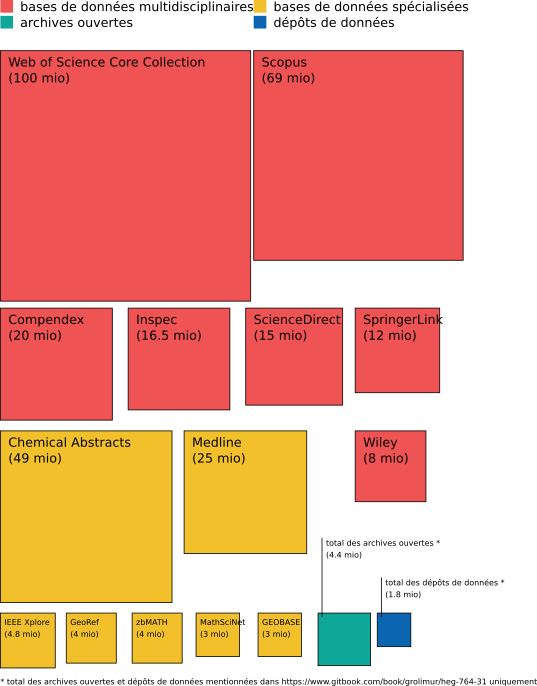 bases de données multidisciplinaires
bases de données spécialisées
archives ouvertes
dépôts de données
Web of Science Core Collection
(100 mio)
Scopus
(69 mio)
Compendex
(20 mio)
Inspec
(16.5 mio)
ScienceDirect
(15 mio)
SpringerLink
(12 mio)
Chemical Abstracts
(49 mio)
Medline
(25 mio)
Wiley
(8 mio)
total des archives ouvertes *
(4.4 mio)
total des dépôts de données *
(1.8 mio)
IEEE Xplore
(4.8 mio)
GeoRef
(4 mio)
zbMATH
(4 mio)
MathSciNet
(3 mio)
GEOBASE
(3 mio)
* total des archives ouvertes et dépôts de données mentionnées dans https://www.gitbook.com/book/grolimur/heg-764-31 uniquement